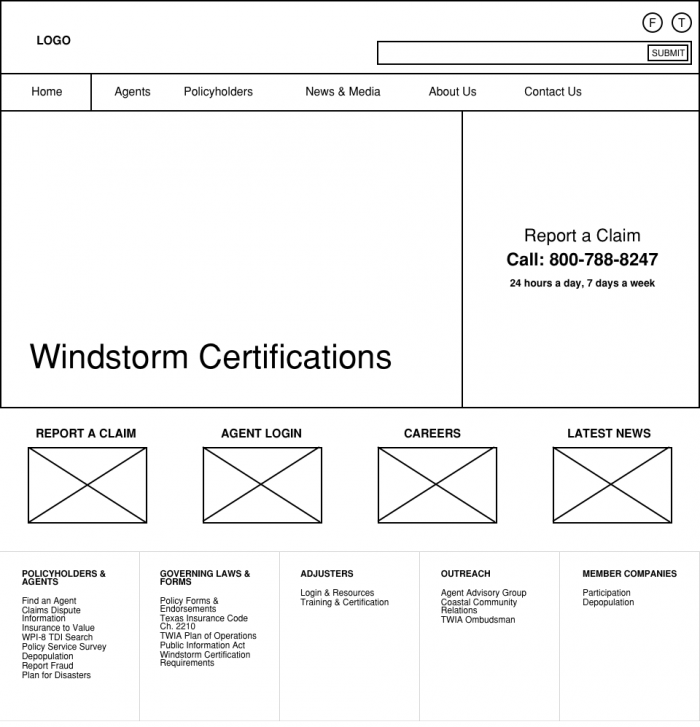 F T
LOGO
SUBMIT
Home Agents Policyholders News & Media About Us Contact Us
Report a Claim
Call: 800-788-8247
24 hours a day, 7 days a week
Windstorm Certifications
REPORT A CLAIM
AGENT LOGIN
CAREERS
LATEST NEWS
POLICYHOLDERS &
AGENTS
Find an Agent
Claims Dispute
Information
Insurance to Value
WPI-8 TDI Search
Policy Service Survey
Depopulation
Report Fraud
Plan for Disasters
GOVERNING LAWS &
FORMS
Policy Forms &
Endorsements
Texas Insurance Code
Ch. 2210
TWIA Plan of Operations
Public Information Act
Windstorm Certification
Requirements
ADJUSTERS
Login & Resources
Training & Certification
OUTREACH
Agent Advisory Group
Coastal Community
Relations
TWIA Ombudsman
MEMBER COMPANIES
Participation
Depopulation